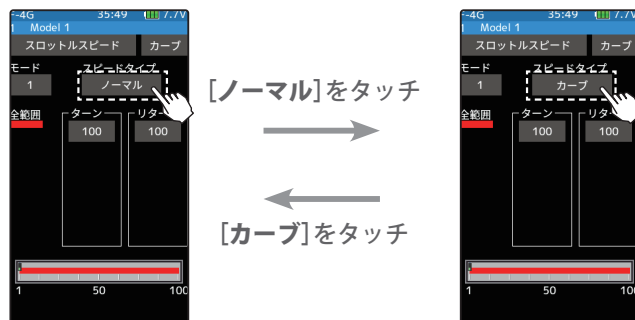 -4G 35:49 7.7V
1 Model 1
スロットルスピード カーブ
モード スピードタイプ
1 ノーマル
全範囲 ターン リターン
100 100
1 50 100
[ノーマル]をタッチ
[カーブ]をタッチ
-4G 35:49 7.7V
1 Model 1
スロットルスピード カーブ
モード スピードタイプ
1 カーブ
全範囲 ターン リター
100 100
1 50 100